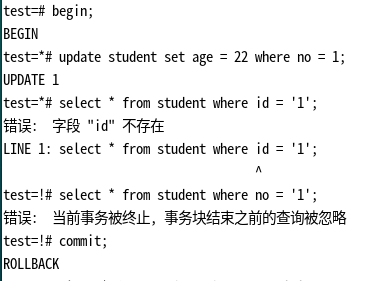 test=# begin;
BEGIN
test=*# update student set age = 22 where no = 1;
UPDATE 1
test=*# select * from student where id = '1';
错误:  字段 "id" 不存在
LINE 1: select * from student where id = '1';
^
test=!# select * from student where no = '1';
错误:  当前事务被终止, 事务块结束之前的查询被忽略
test=!# commit;
ROLLBACK